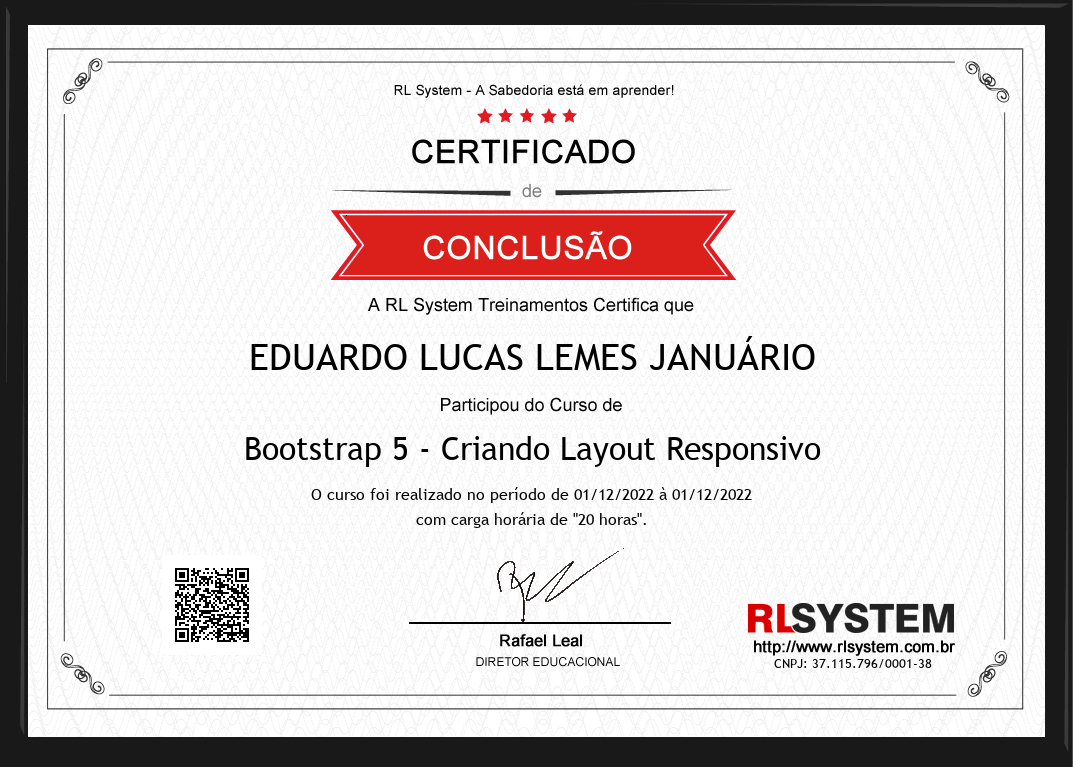 RL System - A Sabedoria está em aprender!
CERTIFICADO
de
CONCLUSÃO
A RL System Treinamentos Certifica que
EDUARDO LUCAS LEMES JANUÁRIO
Participou do Curso de
Bootstrap 5 - Criando Layout Responsivo
O curso foi realizado no período de 01/12/2022 à 01/12/2022
com carga horária de "20 horas".
Rafael Leal
DIRETOR EDUCACIONAL
RLSYSTEM
http://www.rlsystem.com.br
CNPJ: 37.115.796/0001-38